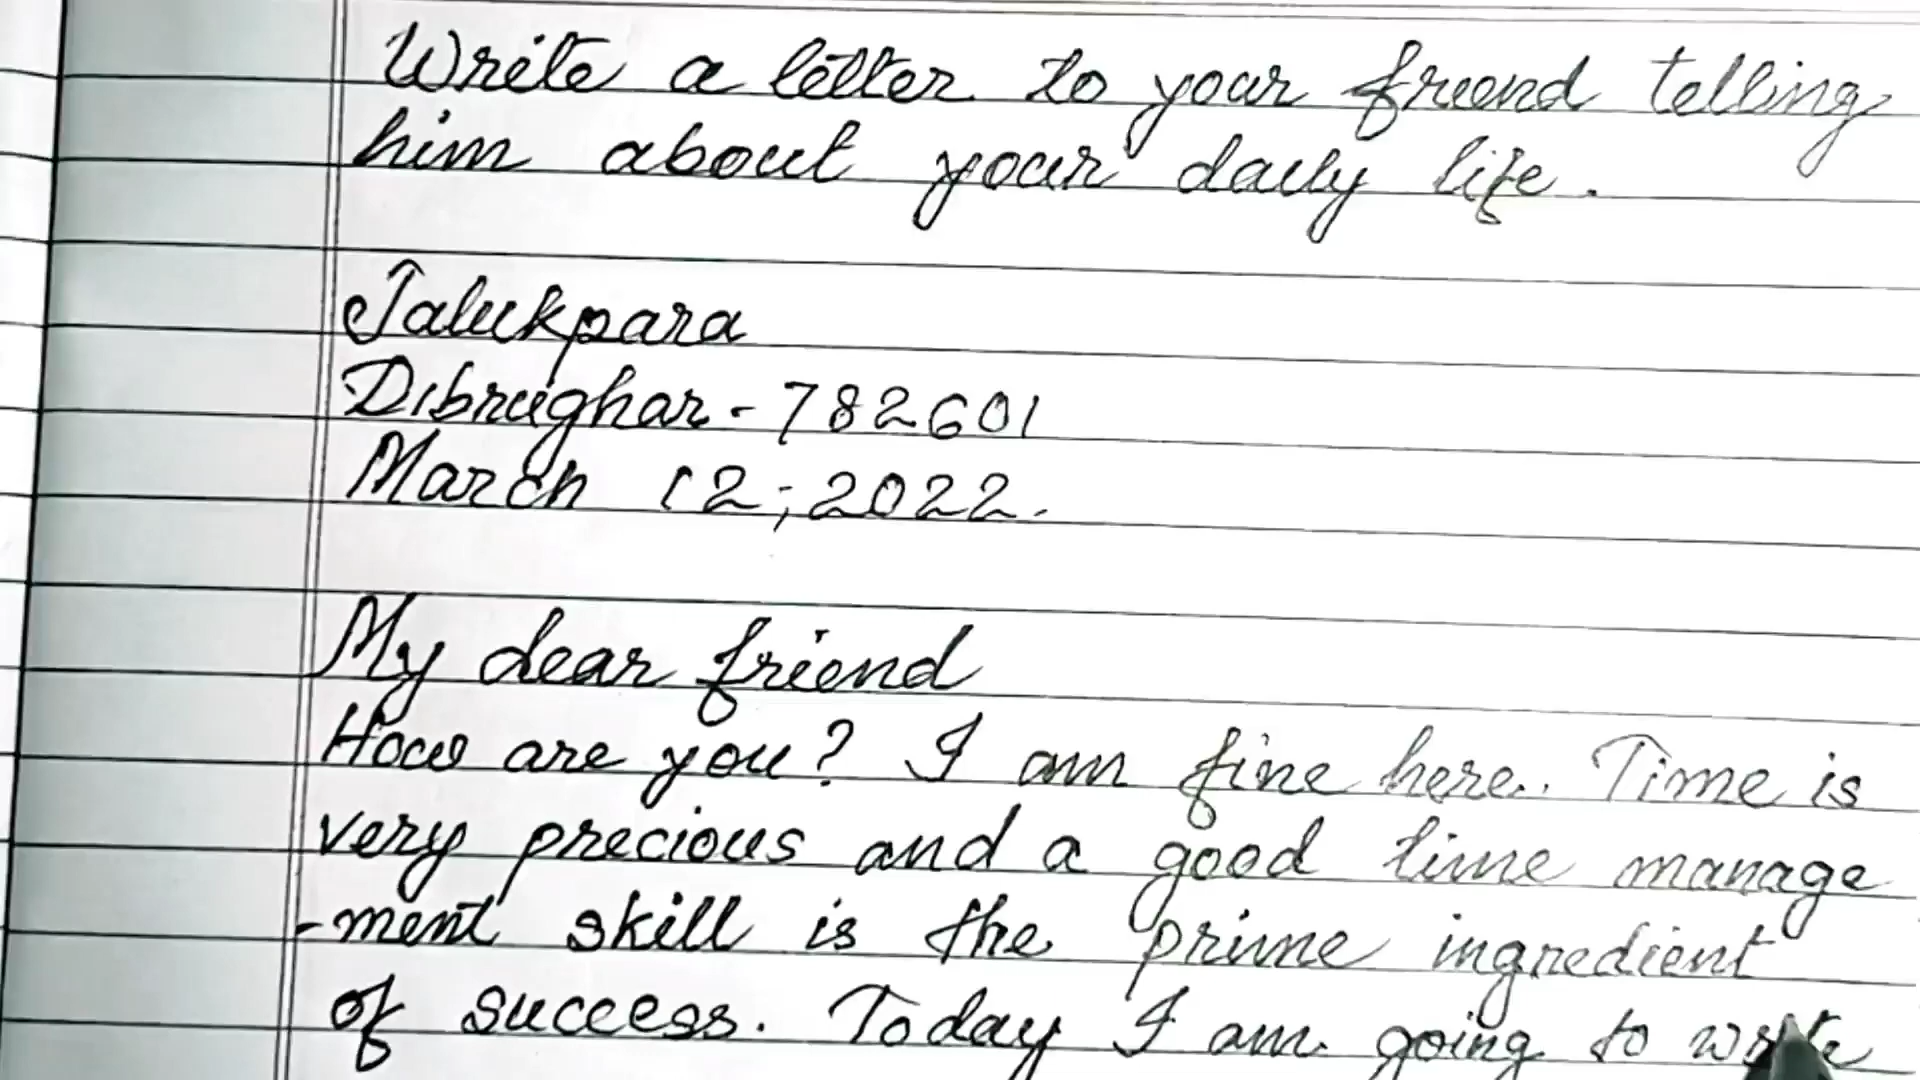 Write a letter to your friend telling
him about your daily life.
Talukpara
Dibrughar - 782601
March 12, 2022.
My dear friend
How are you? I am fine here. Time is
very precious and a good time manage
-ment skill is the prime ingredient
of success. Today I am going to write